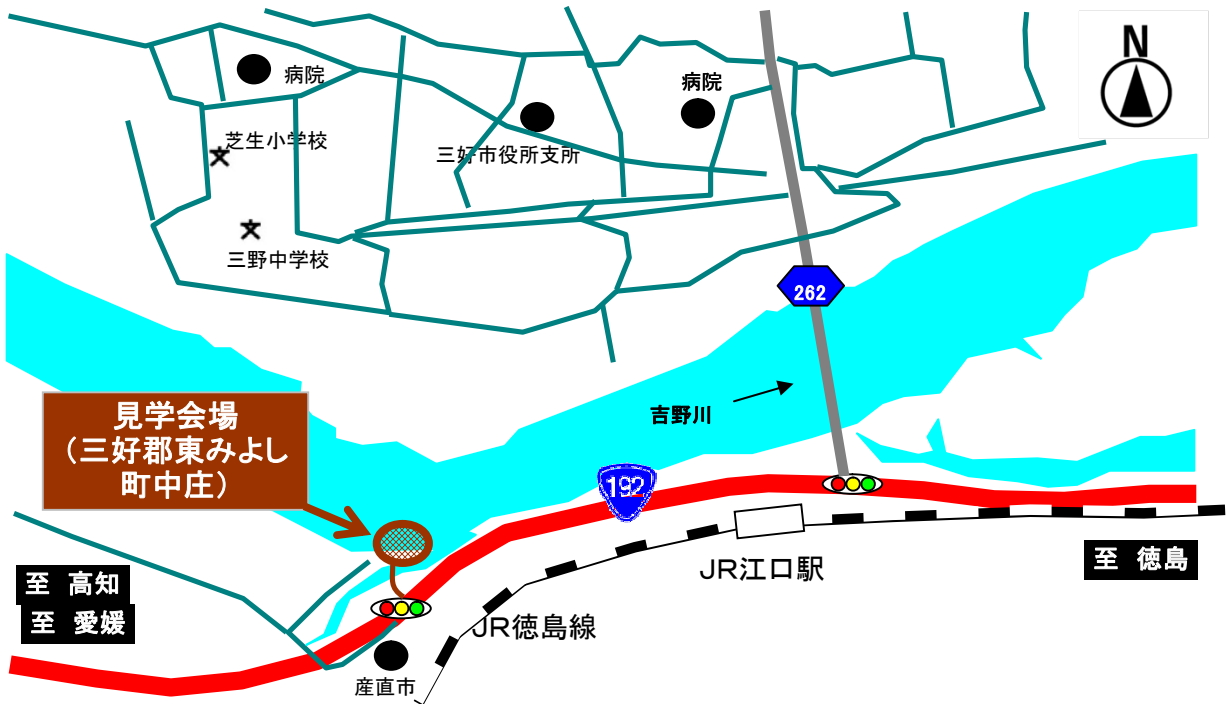 N
病院
病院
芝生小学校
三好市役所支所
三野中学校
262
見学会場
（三好郡東みよし
町中庄）
吉野川
192
JR江口駅
至 徳島
至 高知
至 愛媛
JR徳島線
産直市